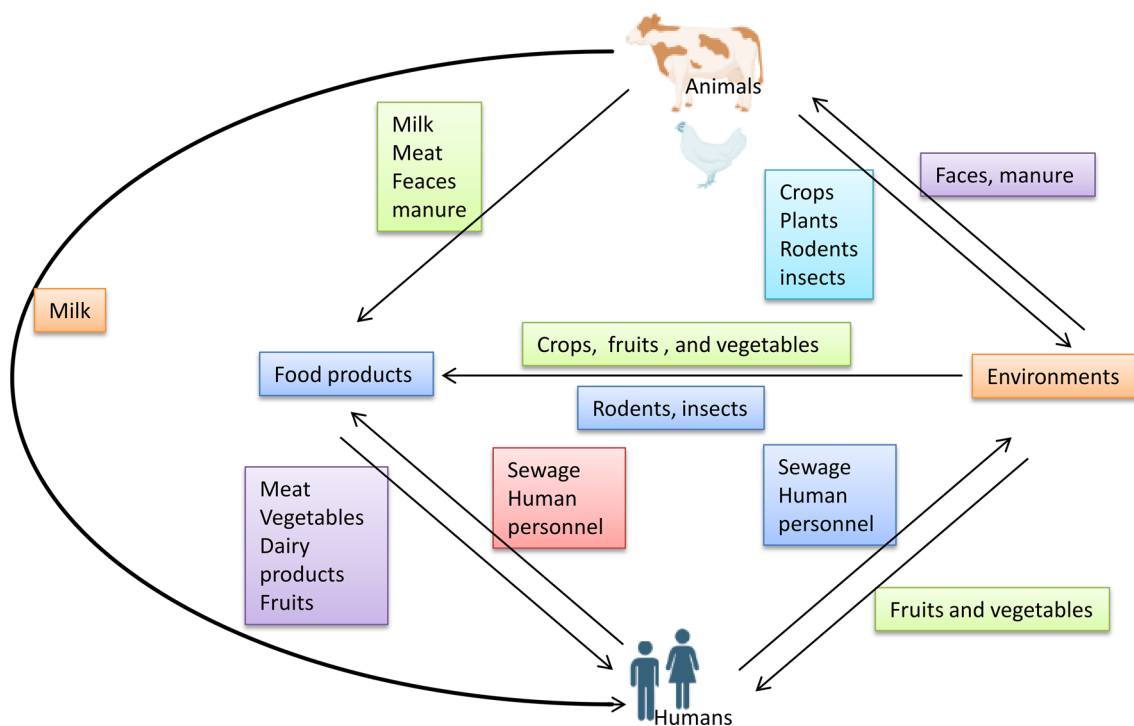 Animals
Milk
Meat
Feaces
manure
Faces, manure
Crops
Plants
Rodents
insects
Milk
Crops,  fruits , and vegetables
Food products
Environments
Rodents, insects
Meat
Vegetables
Dairy
products
Fruits
Sewage
Human
personnel
Sewage
Human
personnel
Fruits and vegetables
Humans